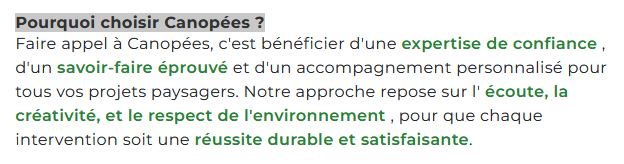 Pourquoi choisir Canopées ?
Faire appel à Canopées, c'est bénéficier d'une expertise de confiance ,
d'un savoir-faire éprouvé et d'un accompagnement personnalisé pour
tous vos projets paysagers. Notre approche repose sur l' écoute, la
créativité, et le respect de l'environnement , pour que chaque
intervention soit une réussite durable et satisfaisante.